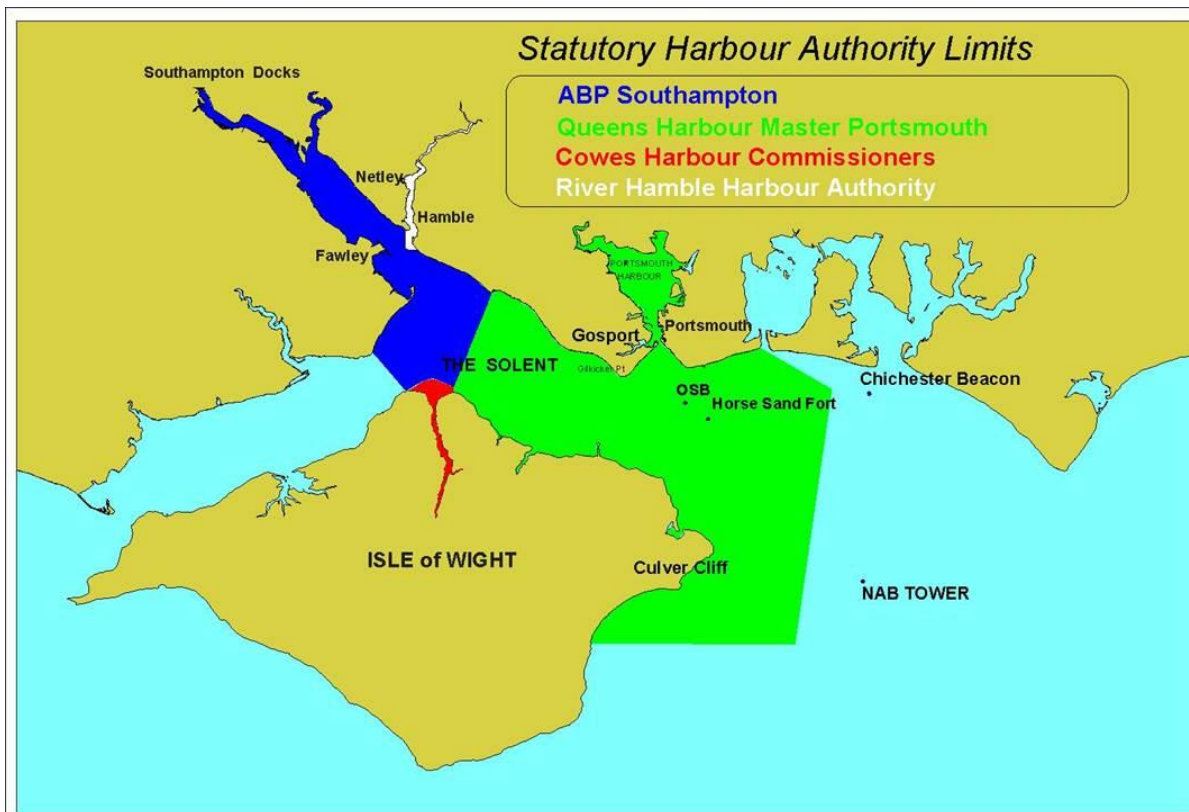 Statutory Harbour Authority Limits
ABP Southampton
Queens Harbour Master Portsmouth
Cowes Harbour Commissioners
River Hamble Harbour Authority
Southampton Docks
Netley
Hamble
Fawley
PORTSMOUTH
HARBOUR
Gosport
Portsmouth
THE SOLENT
Gilkicker Pt
Chichester Beacon
OSB
Horse Sand Fort
ISLE of WIGHT
Culver Cliff
NAB TOWER